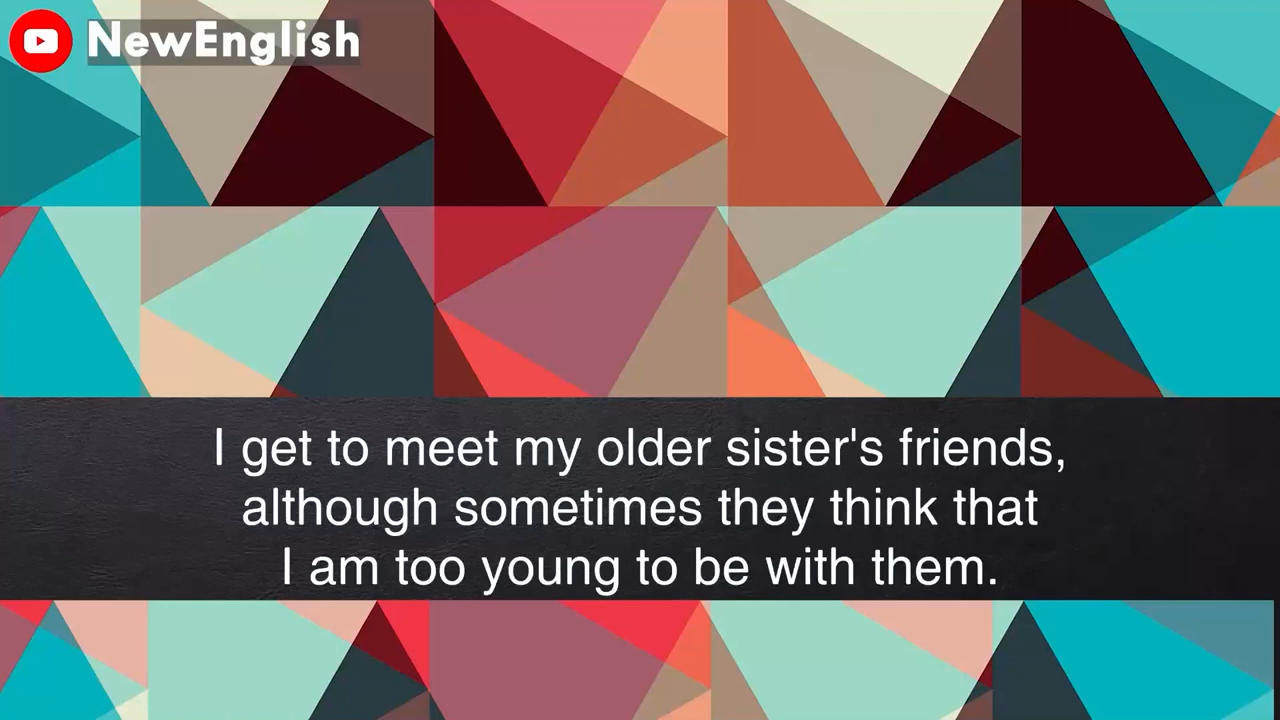 NewEnglish
I get to meet my older sister's friends,
although sometimes they think that
I am too young to be with them.